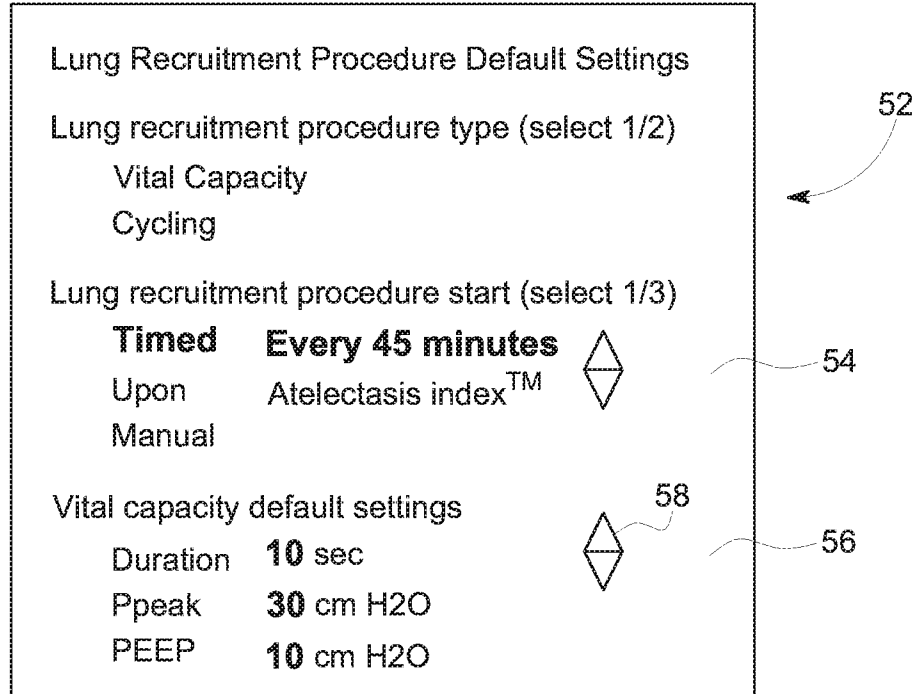 Lung Recruitment Procedure Default Settings
52
Lung recruitment procedure type (select 1/2)
Vital Capacity
Cycling
Lung recruitment procedure start (select 1/3)
Timed Every 45 minutes
54
Upon Atelectasis index™
Manual
Vital capacity default settings
58
56
Duration 10 sec
Ppeak 30 cm H2O
PEEP 10 cm H2O